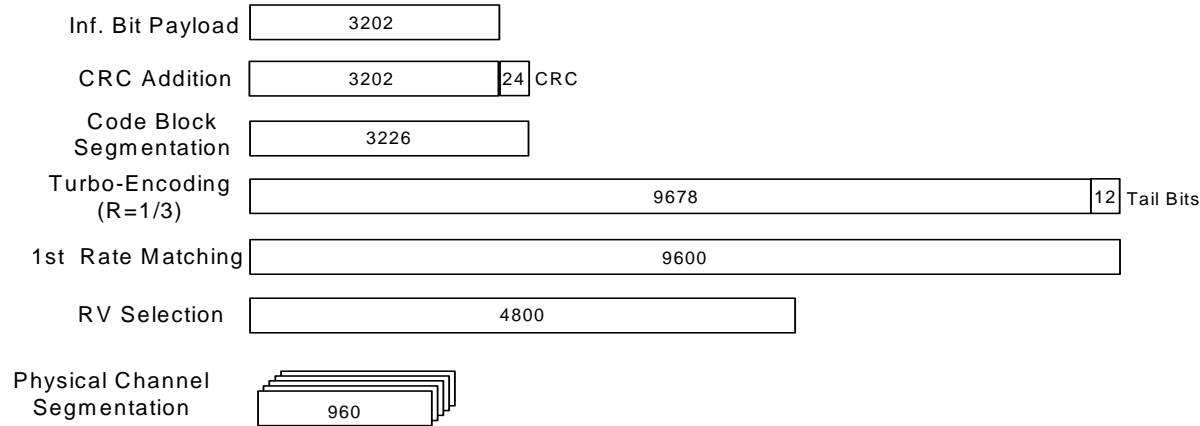 Inf. Bit Payload 3202
CRC Addition 3202 24 CRC
Code Block
Segmentation 3226
Turbo-Encoding
(R=1/3) 9678 12 Tail Bits
1st Rate Matching 9600
RV Selection 4800
Physical Channel
Segmentation 960